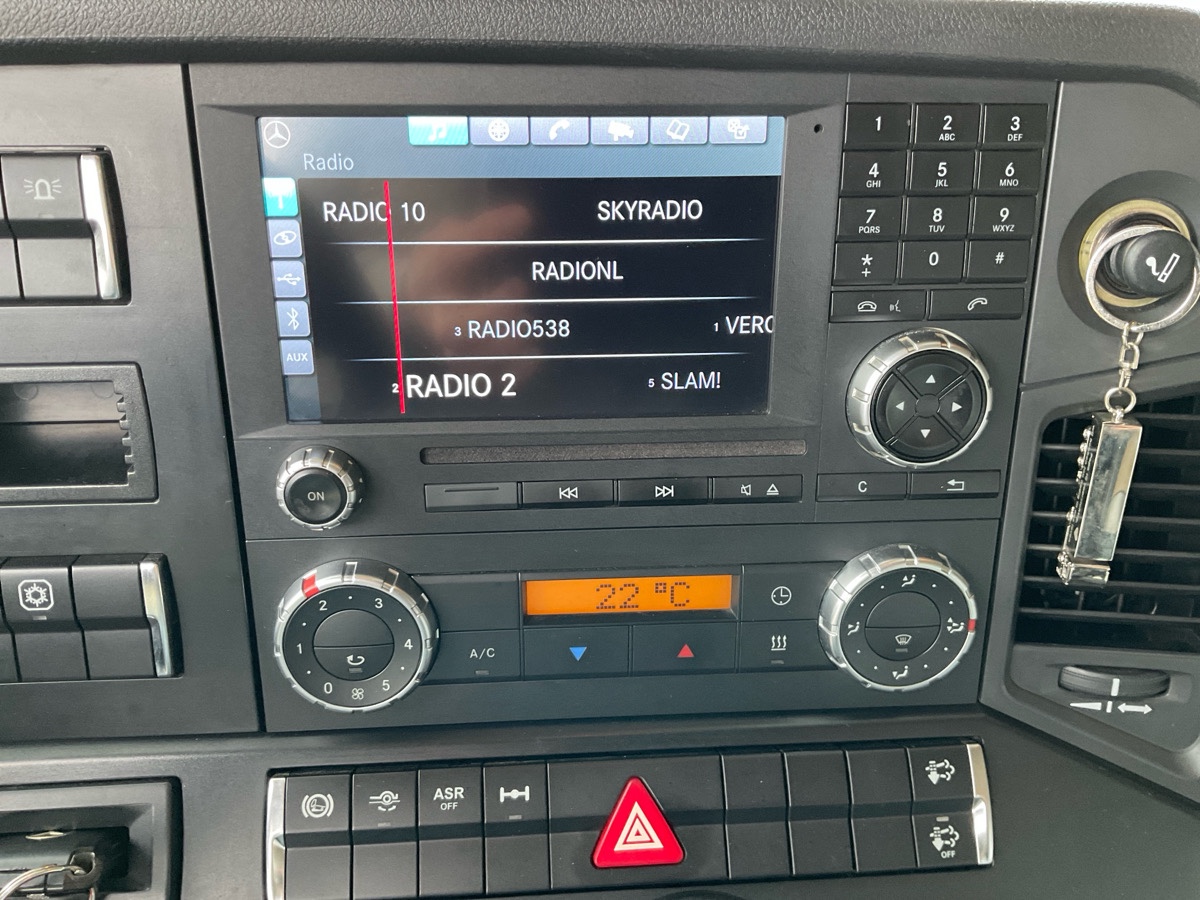 Radio
RADIO 10 SKYRADIO
RADIONL
3 RADIO538 1 VERO
2 RADIO 2 5 SLAM!
AUX
1 2 ABC 3 DEF
4 GHI 5 JKL 6 MNO
7 PQRS 8 TUV 9 WXYZ
* + 0 #
ON
C
22 °C
A/C
0 1 2 3 4 5
ASR
OFF
OFF